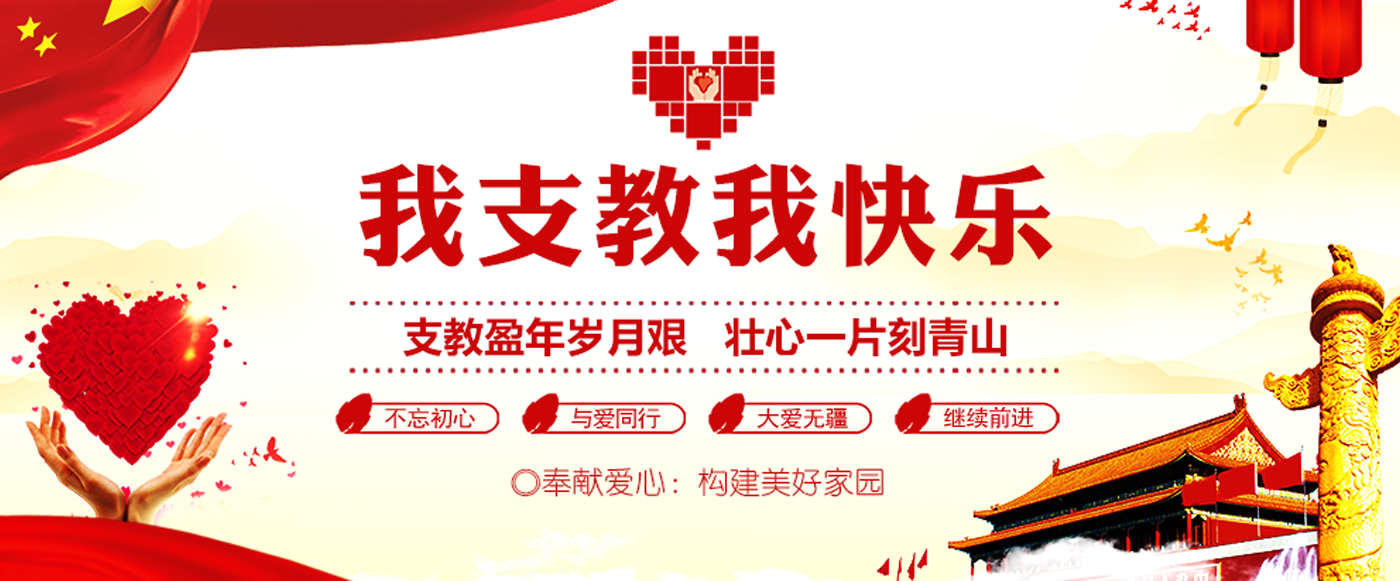 我支教我快乐
支教盈年岁月艰 壮心一片刻青山
不忘初心 与爱同行 大爱无疆 继续前进
◎奉献爱心：构建美好家园